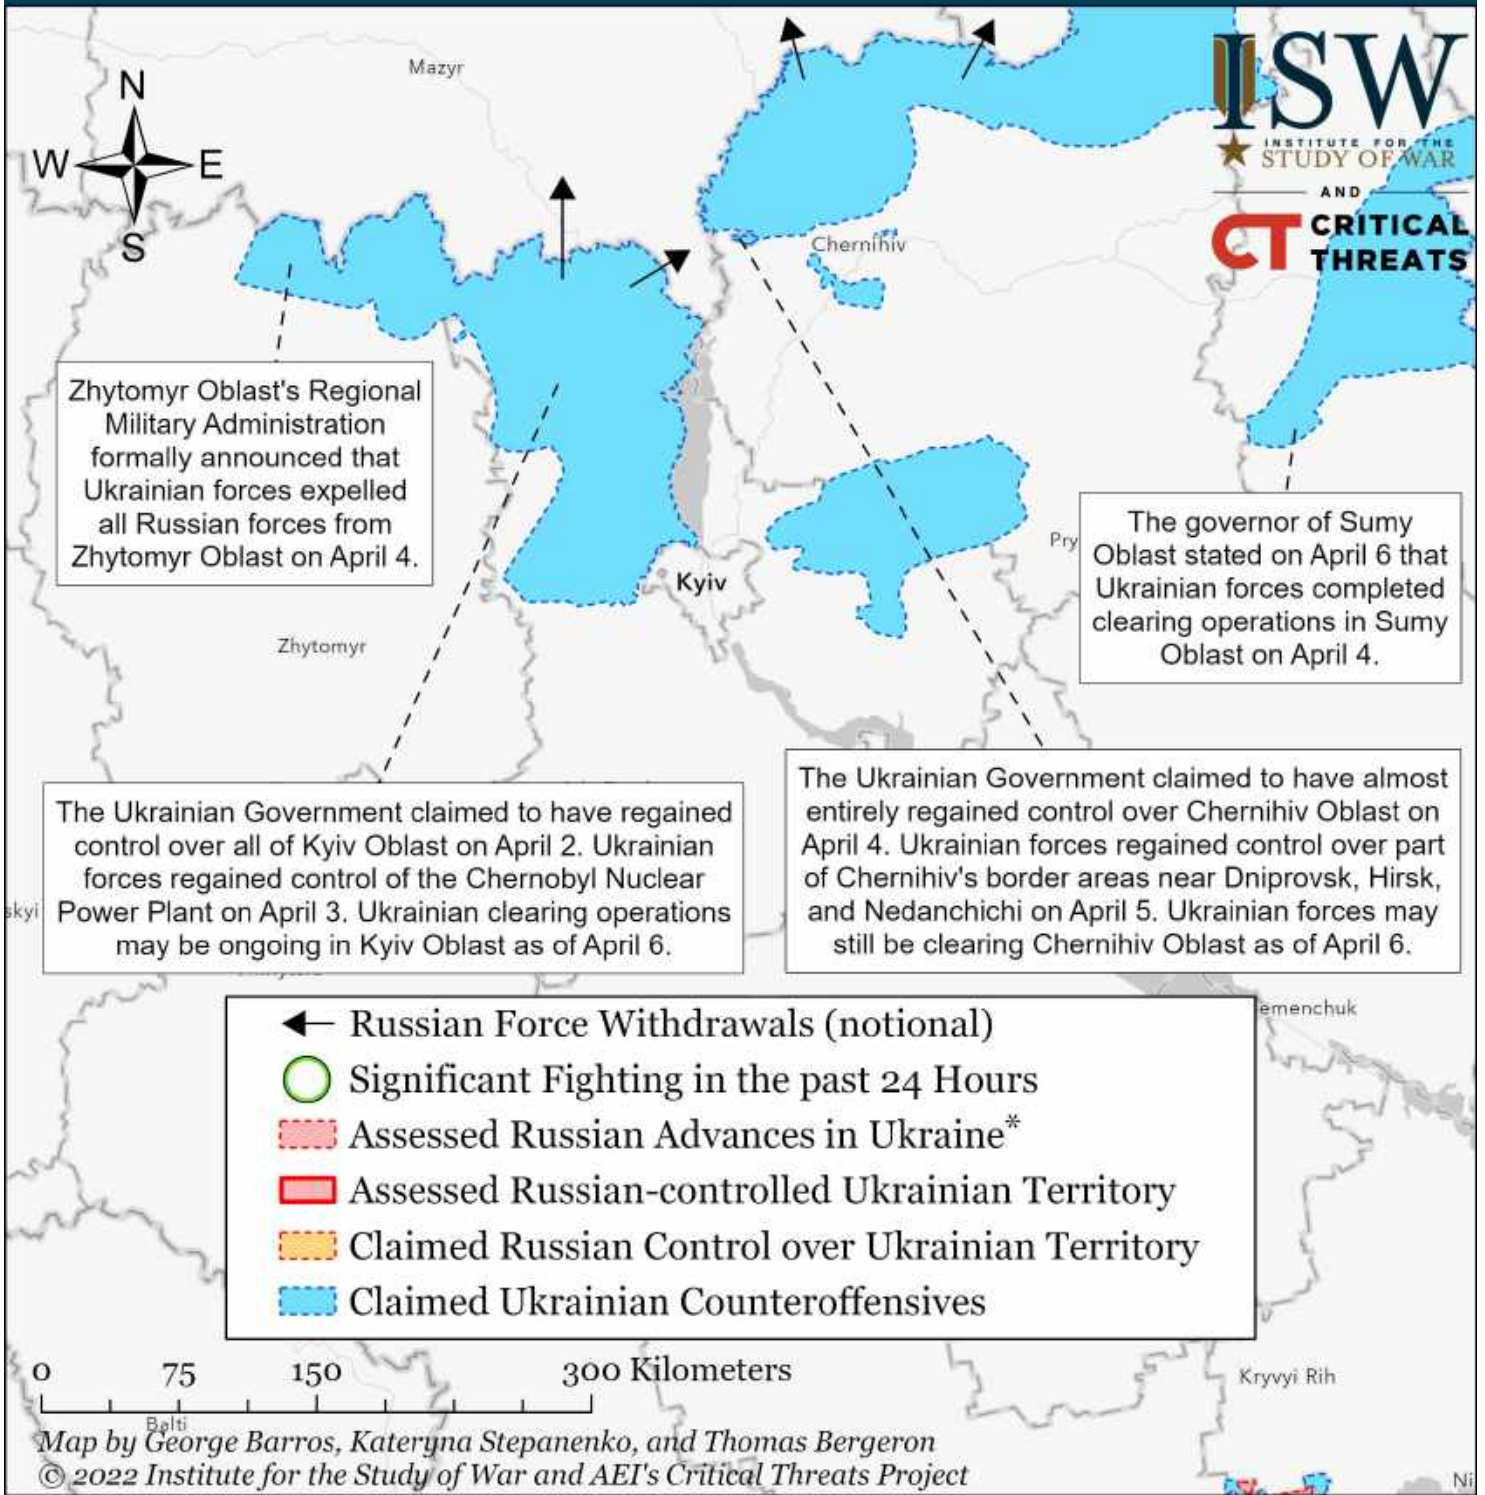 Mazyr
N
W E
S
ISW
INSTITUTE FOR THE
STUDY OF WAR
AND
CT CRITICAL
THREATS
Chernihiv
Zhytomyr Oblast's Regional
Military Administration
formally announced that
Ukrainian forces expelled
all Russian forces from
Zhytomyr Oblast on April 4.
The governor of Sumy
Oblast stated on April 6 that
Ukrainian forces completed
clearing operations in Sumy
Oblast on April 4.
Pry
Kyiv
Zhytomyr
The Ukrainian Government claimed to have regained
control over all of Kyiv Oblast on April 2. Ukrainian
forces regained control of the Chernobyl Nuclear
Power Plant on April 3. Ukrainian clearing operations
may be ongoing in Kyiv Oblast as of April 6.
The Ukrainian Government claimed to have almost
entirely regained control over Chernihiv Oblast on
April 4. Ukrainian forces regained control over part
of Chernihiv's border areas near Dniprovsk, Hirsk,
and Nedanchichi on April 5. Ukrainian forces may
still be clearing Chernihiv Oblast as of April 6.
skyi
emenchuk
Russian Force Withdrawals (notional)
Significant Fighting in the past 24 Hours
Assessed Russian Advances in Ukraine*
Assessed Russian-controlled Ukrainian Territory
Claimed Russian Control over Ukrainian Territory
Claimed Ukrainian Counteroffensives
0 75 150 300 Kilometers
Kryvyi Rih
Balti
Map by George Barros, Kateryna Stepanenko, and Thomas Bergeron
© 2022 Institute for the Study of War and AEI's Critical Threats Project
Ni